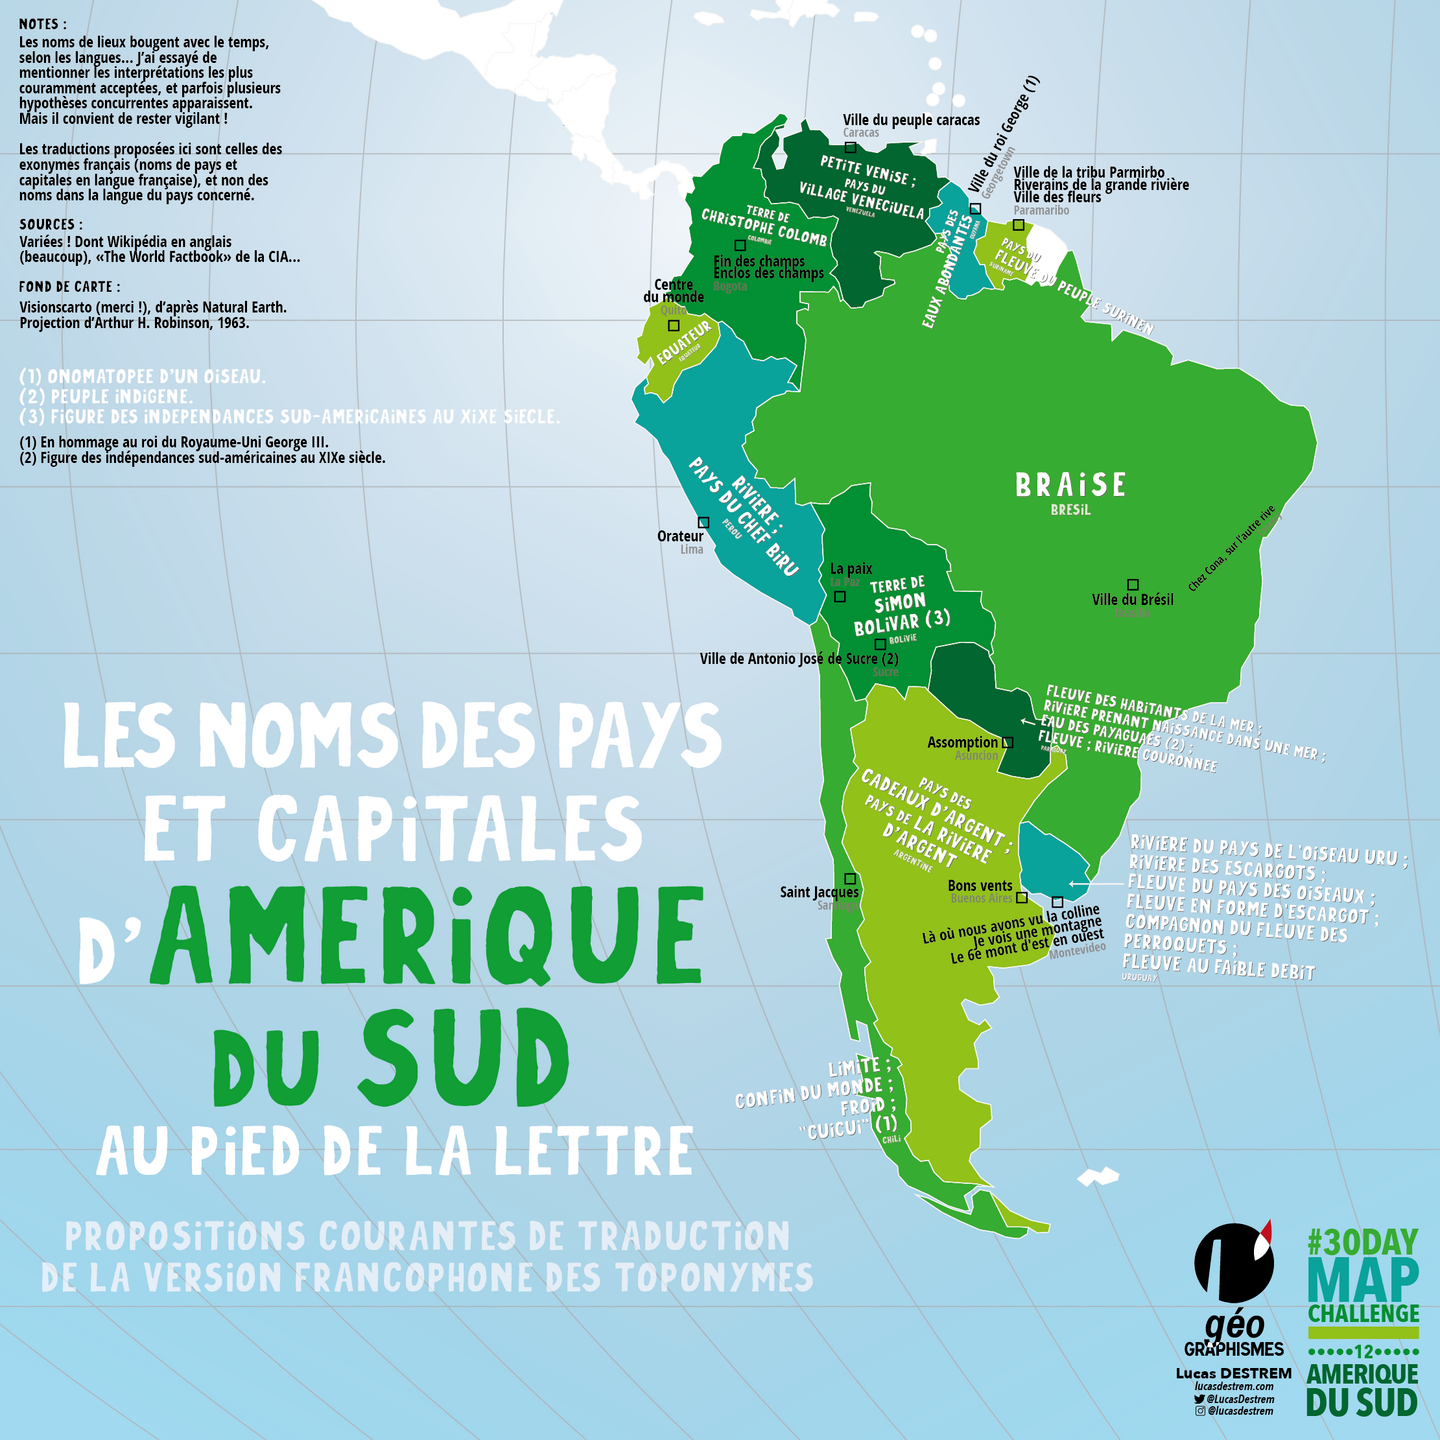 NOTES :
Les noms de lieux bougent avec le temps,
selon les langues... J'ai essayé de
mentionner les interprétations les plus
couramment acceptées, et parfois plusieurs
hypothèses concurrentes apparaissent.
Mais il convient de rester vigilant !
Les traductions proposées ici sont celles des
exonymes français (noms de pays et
capitales en langue française), et non des
noms dans la langue du pays concerné.
SOURCES :
Variées ! Dont Wikipédia en anglais
(beaucoup), «The World Factbook» de la CIA...
FOND DE CARTE :
Visionscarto (merci !), d'après Natural Earth.
Projection d'Arthur H. Robinson, 1963.
(1) ONOMATOPEE D'UN OiSEAU.
(2) PEUPLE iNDiGENE.
(3) FiGURE DES iNDEPENDANCES SUD-AMERiCAiNES AU XiXE SiECLE.
(1) En hommage au roi du Royaume-Uni George III.
(2) Figure des indépendances sud-américaines au XIXe siècle.
Ville du peuple caracas
Caracas
PETiTE VENiSE ;
PAYS DU
ViLLAGE VENECiUELA
VENEZUELA
Ville du roi George (1)
Georgetown
PAYS DES
EAUX ABONDANTES
GUYANA
Ville de la tribu Parmirbo
Riverains de la grande rivière
Ville des fleurs
Paramaribo
PAYS DU
FLEUVE DU PEUPLE SURiNEN
SURiNAME
TERRE DE
CHRiSTOPHE COLOMB
COLOMBiE
Fin des champs
Enclos des champs
Bogota
Centre
du monde
Quito
EQUATEUR
EQUATEUR
RiViERE ;
PAYS DU CHEF BiRU
PEROU
Orateur
Lima
BRAiSE
BRESiL
Ville du Brésil
Chez Cona, sur l'autre rive
La paix
La Paz
TERRE DE
SiMON
BOLiVAR (3)
BOLiViE
Ville de Antonio José de Sucre (2)
Sucre
FLEUVE DES HABiTANTS DE LA MER ;
RiViERE PRENANT NAiSSANCE DANS UNE MER ;
EAU DES PAYAGUAES (2) ;
FLEUVE ; RiViERE COURONNEE
PARAGUAY
Assomption
Asuncion
PAYS DES
CADEAUX D'ARGENT ;
PAYS DE LA RiViERE
D'ARGENT
ARGENTiNE
Saint Jacques
Santiago
Bons vents
Buenos Aires
Là où nous avons vu la colline
Je vois une montagne
Le 6e mont d'est en ouest
Montevideo
RiViERE DU PAYS DE L'OiSEAU URU ;
RiViERE DES ESCARGOTS ;
FLEUVE DU PAYS DES OiSEAUX ;
FLEUVE EN FORME D'ESCARGOT ;
COMPAGNON DU FLEUVE DES
PERROQUETS ;
FLEUVE AU FAiBLE DEBiT
URUGUAY
LiMiTE ;
CONFiN DU MONDE ;
FROiD ;
"CUiCUi" (1)
CHiLi
LES NOMS DES PAYS
ET CAPiTALES
D'AMERiQUE
DU SUD
AU PiED DE LA LETTRE
PROPOSiTiONS COURANTES DE TRADUCTiON
DE LA VERSiON FRANCOPHONE DES TOPONYMES
géo
GRAPHISMES
Lucas DESTREM
lucasdestrem.com
@LucasDestrem
@lucasdestrem
#30DAY
MAP
CHALLENGE
12
AMERIQUE
DU SUD